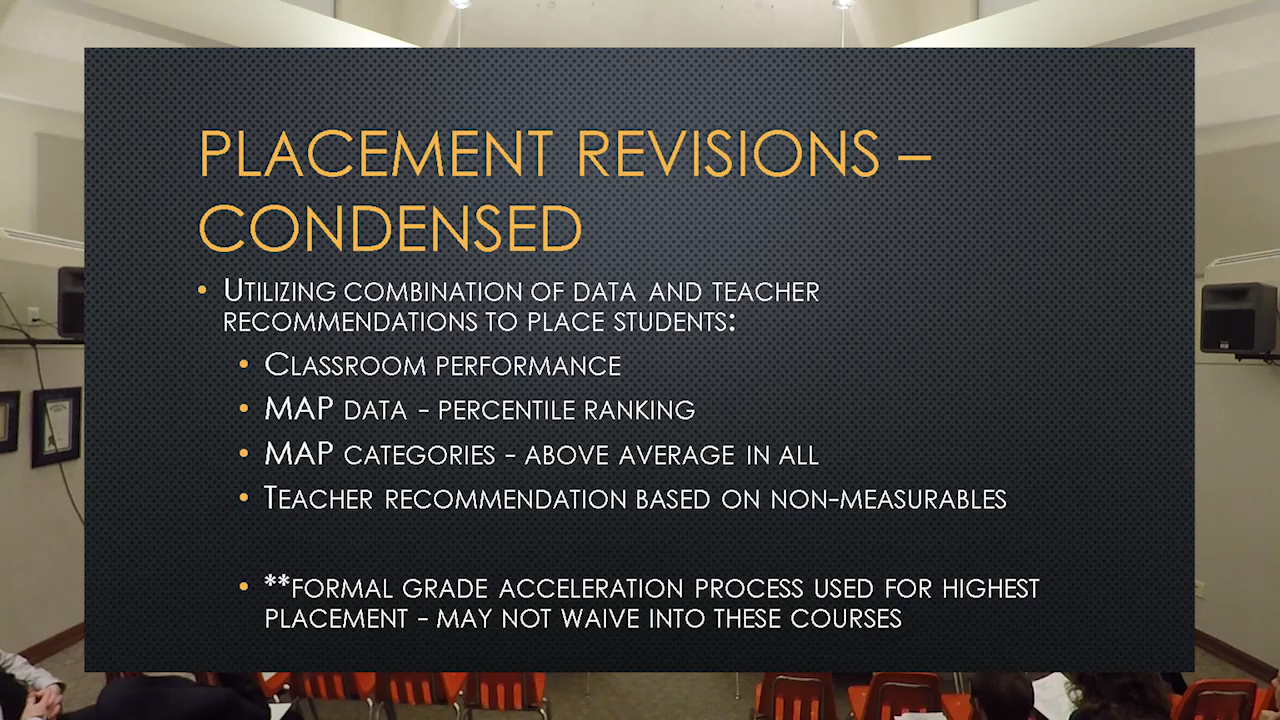 PLACEMENT REVISIONS –
CONDENSED
• UTILIZING COMBINATION OF DATA AND TEACHER
RECOMMENDATIONS TO PLACE STUDENTS:
• CLASSROOM PERFORMANCE
• MAP DATA - PERCENTILE RANKING
• MAP CATEGORIES - ABOVE AVERAGE IN ALL
• TEACHER RECOMMENDATION BASED ON NON-MEASURABLES
• **FORMAL GRADE ACCELERATION PROCESS USED FOR HIGHEST
PLACEMENT - MAY NOT WAIVE INTO THESE COURSES